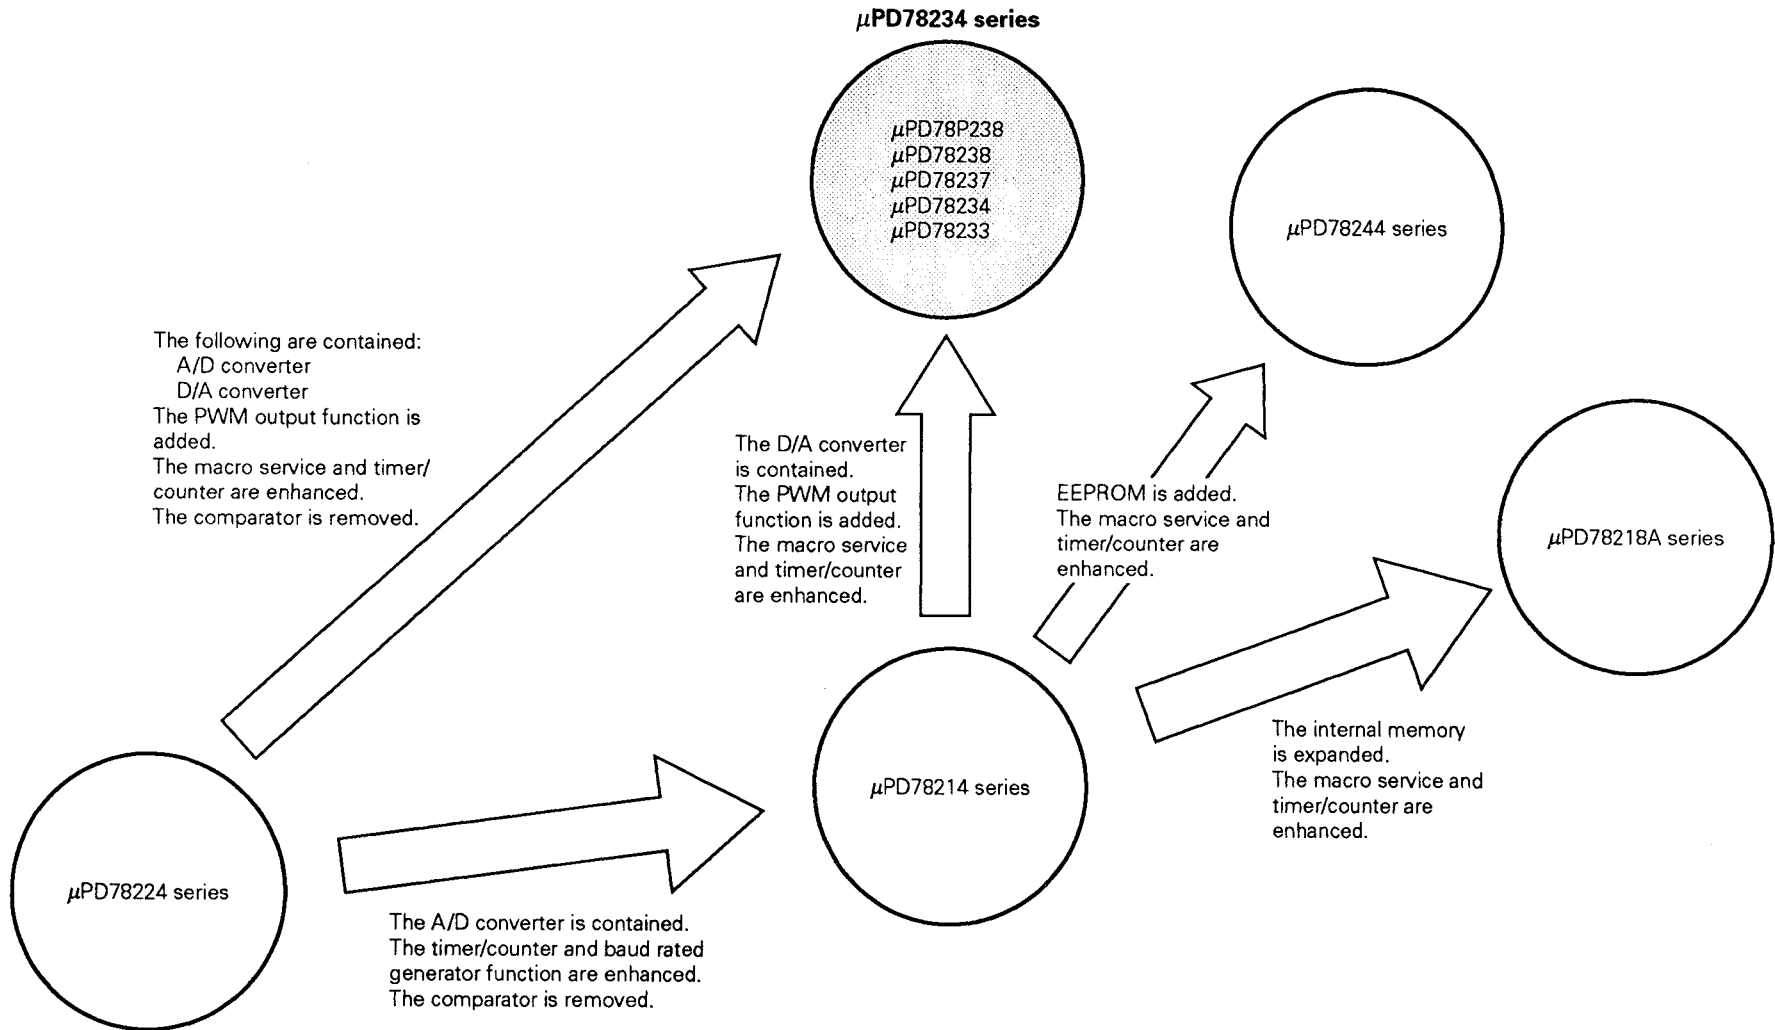 μPD78234 series
μPD78P238
μPD78238
μPD78237
μPD78234
μPD78233
μPD78244 series
The following are contained:
A/D converter
D/A converter
The PWM output function is
added.
The macro service and timer/
counter are enhanced.
The comparator is removed.
The D/A converter
is contained.
The PWM output
function is added.
The macro service
and timer/counter
are enhanced.
EEPROM is added.
The macro service and
timer/counter are
enhanced.
μPD78218A series
The internal memory
is expanded.
The macro service and
timer/counter are
enhanced.
μPD78214 series
μPD78224 series
The A/D converter is contained.
The timer/counter and baud rated
generator function are enhanced.
The comparator is removed.